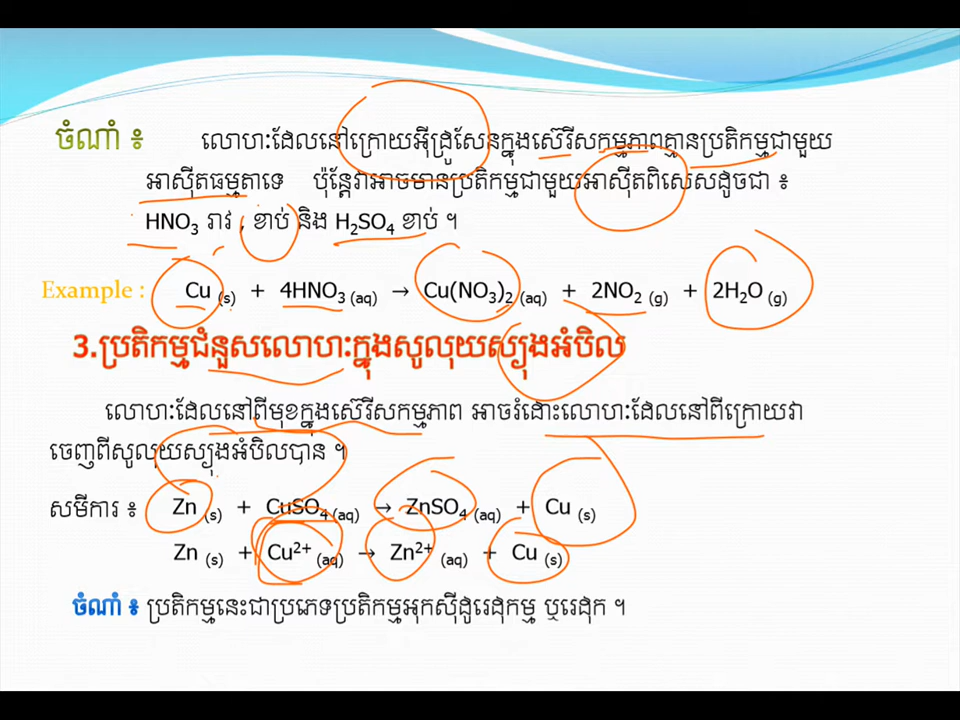 ចំណាំ ៖ លោហៈដែលនៅក្រោយអ៊ីដ្រូសែនក្នុងស៊េរីសកម្មភាពគ្មានប្រតិកម្មជាមួយ
អាស៊ីតធម្មតាទេ ប៉ុន្តែវាអាចមានប្រតិកម្មជាមួយអាស៊ីតពិសេសដូចជា ៖
HNO₃ រាវ , ខាប់ និង H₂SO₄ ខាប់ ។
Example : Cu (s) + 4HNO₃ (aq) → Cu(NO₃)₂ (aq) + 2NO₂ (g) + 2H₂O (g)
3.ប្រតិកម្មជំនួសលោហៈក្នុងសូលុយស្យុងអំបិល
លោហៈដែលនៅពីមុខក្នុងស៊េរីសកម្មភាព អាចរំដោះលោហៈដែលនៅពីក្រោយវា
ចេញពីសូលុយស្យុងអំបិលបាន ។
សមីការ ៖ Zn (s) + CuSO₄ (aq) → ZnSO₄ (aq) + Cu (s)
Zn (s) + Cu²⁺ (aq) → Zn²⁺ (aq) + Cu (s)
ចំណាំ ៖ ប្រតិកម្មនេះជាប្រភេទប្រតិកម្មអុកស៊ីដូរេដុកម្ម ឬរេដុក ។